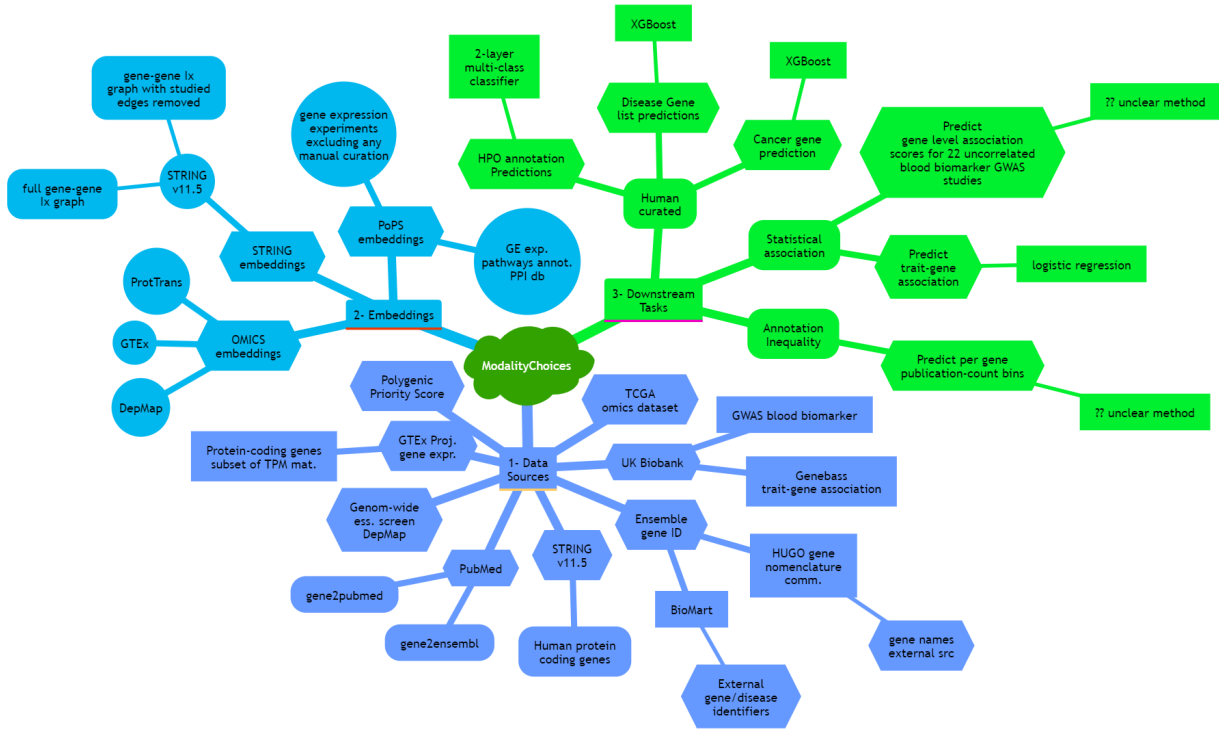 XGBoost
2-layer
multi-class
classifier
XGBoost
gene-gene Ix
graph with studied
edges removed
Disease Gene
list predictions
?? unclear method
gene expression
experiments
excluding any
manual curation
Cancer gene
prediction
Predict
gene level association
scores for 22 uncorrelated
blood biomarker GWAS
studies
HPO annotation
Predictions
STRING
v11.5
full gene-gene
Ix graph
Human
curated
PoPS
embeddings
STRING
embeddings
GE exp.
pathways annot.
PPI db
Statistical
association
Predict
trait-gene
association
logistic regression
ProtTrans
3- Downstream
Tasks
2- Embeddings
Annotation
Inequality
GTEx
OMICS
embeddings
ModalityChoices
Predict per gene
publication-count bins
DepMap
Polygenic
Priority Score
TCGA
omics dataset
GWAS blood biomarker
?? unclear method
Protein-coding genes
subset of TPM mat.
GTEx Proj.
gene expr.
1- Data
Sources
UK Biobank
Genebass
trait-gene association
Genom-wide
ess. screen
DepMap
Ensemble
gene ID
STRING
v11.5
HUGO gene
nomenclature
comm.
PubMed
gene2pubmed
BioMart
gene2ensembl
Human protein
coding genes
gene names
external src
External
gene/disease
identifiers